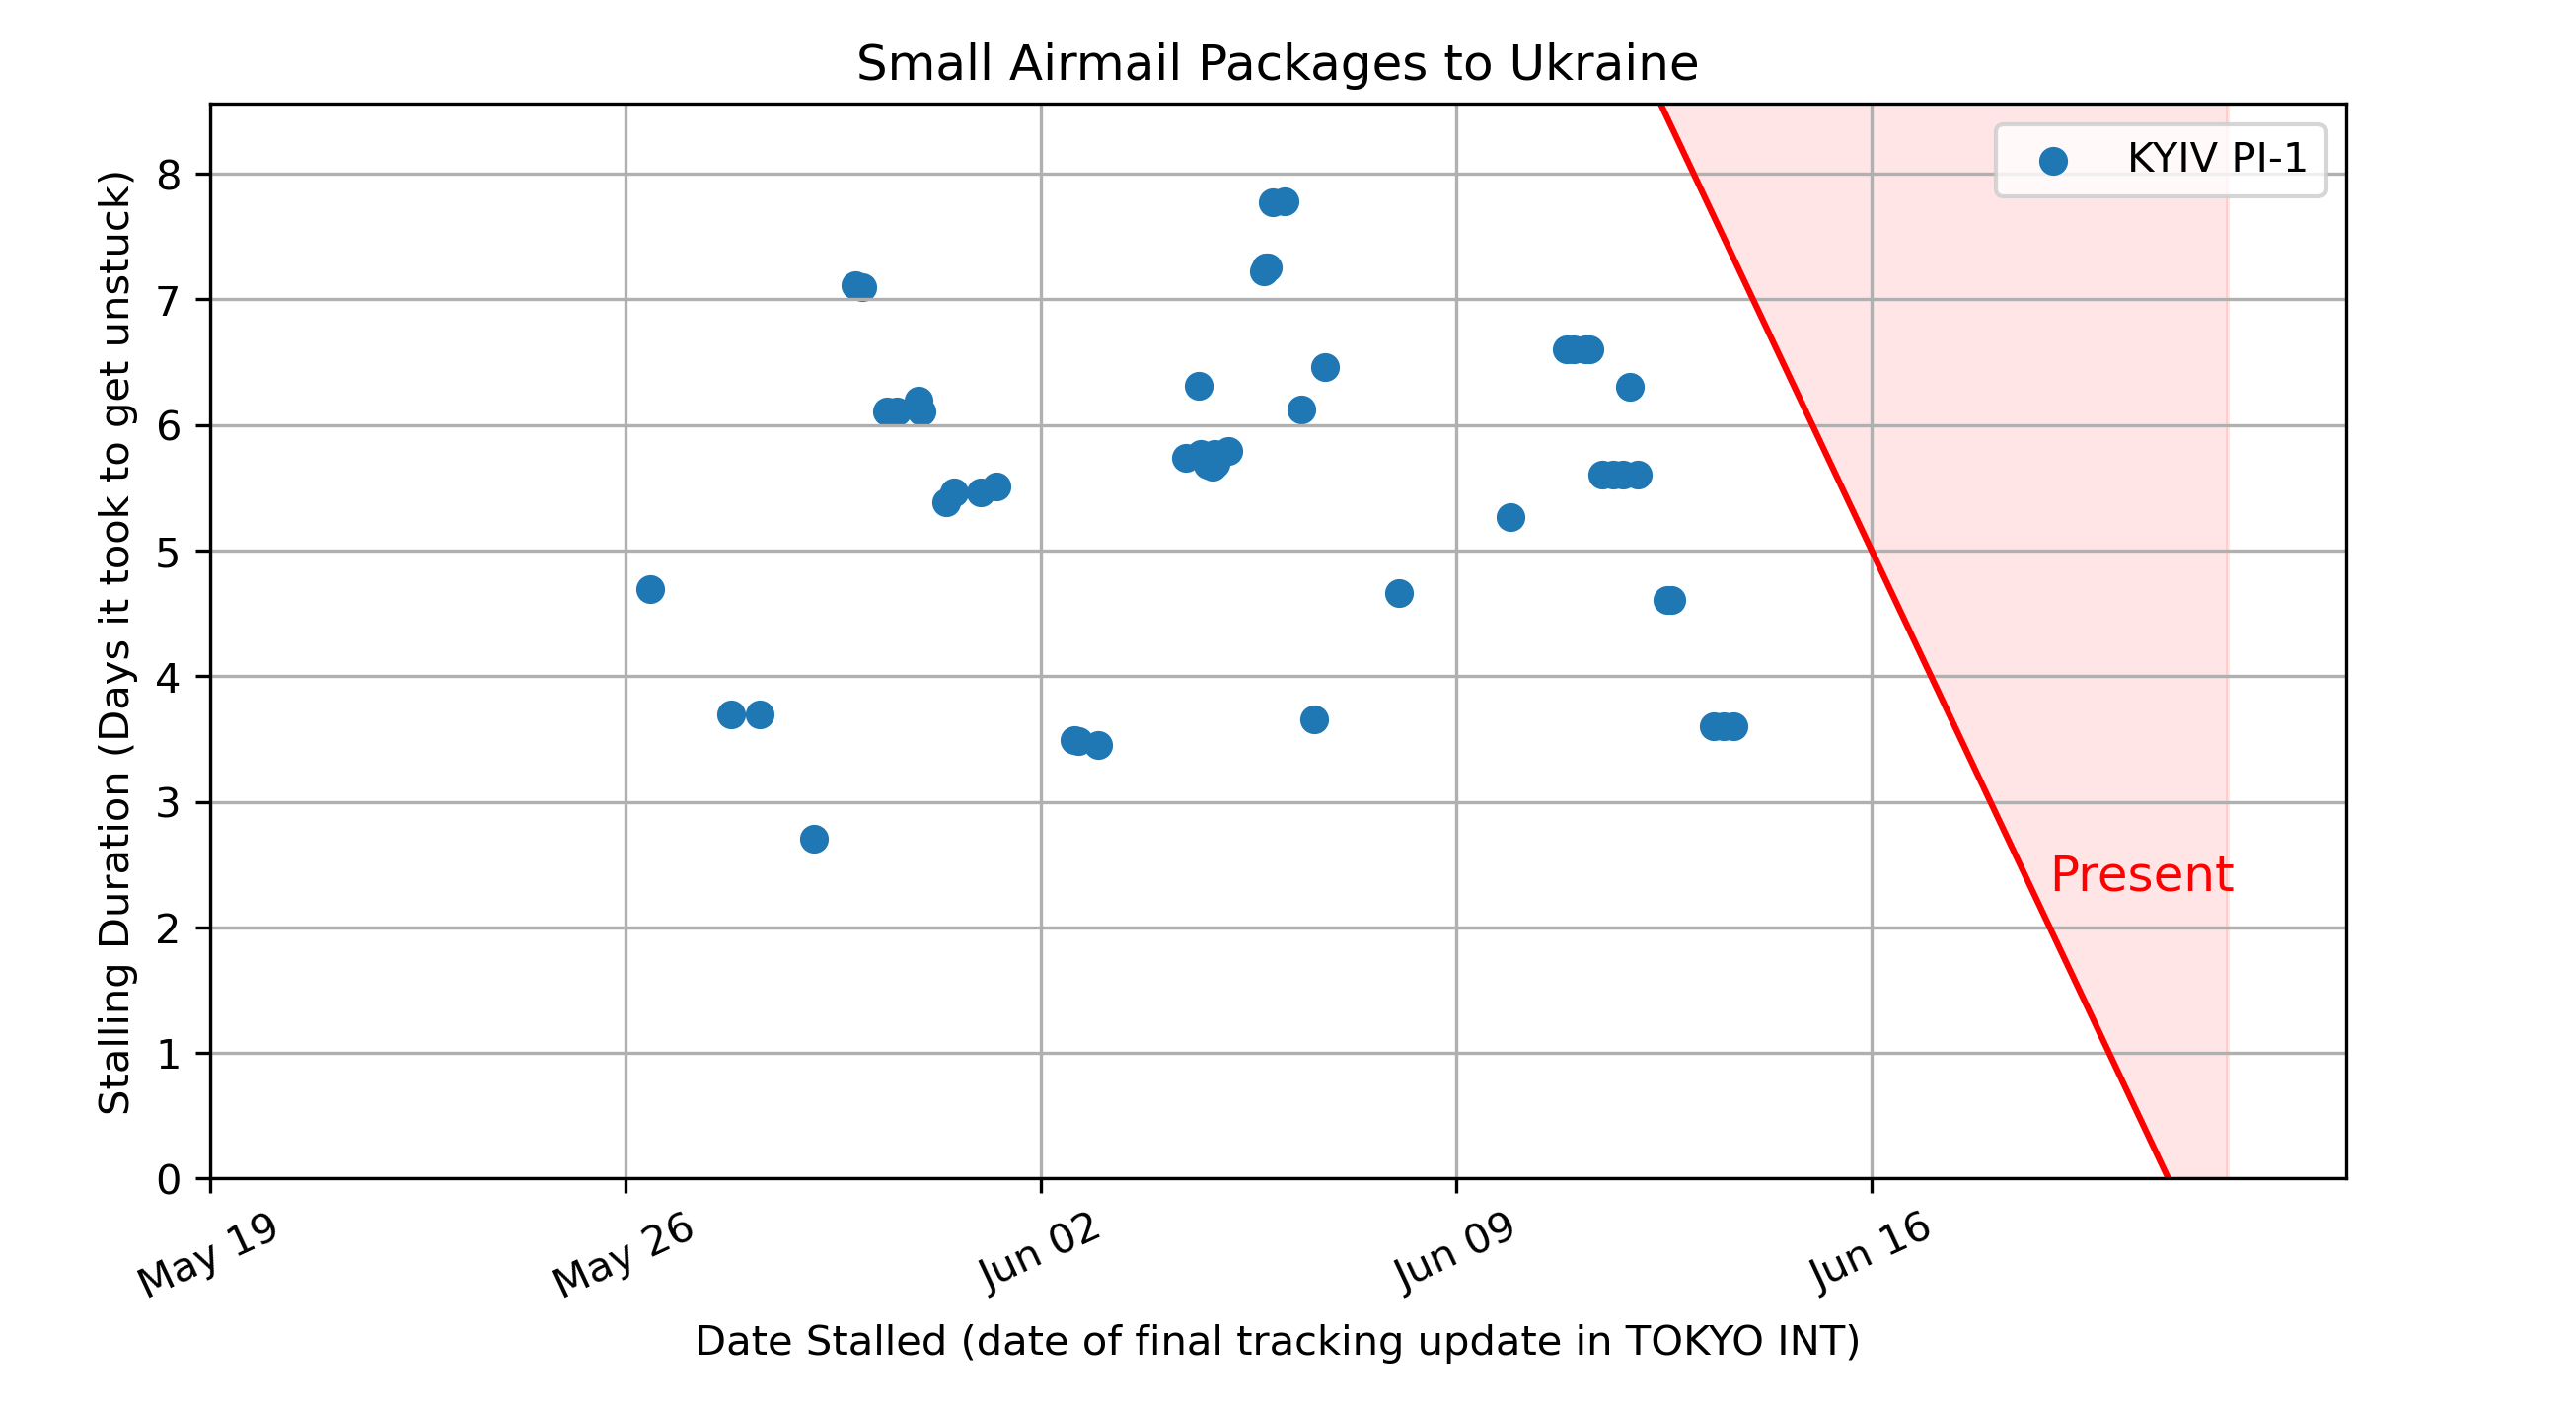 Small Airmail Packages to Ukraine
KYIV PI-1
Stalling Duration (Days it took to get unstuck)
8
7
6
5
4
3
2
1
0
Present
May 19
May 26
Jun 02
Jun 09
Jun 16
Date Stalled (date of final tracking update in TOKYO INT)